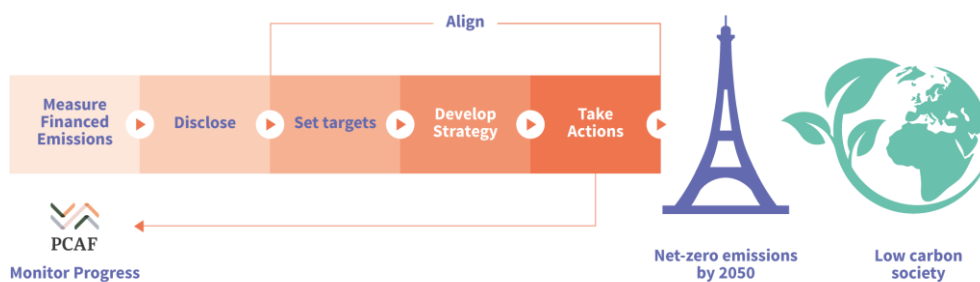 Align
Measure
Financed
Emissions
Disclose
Set targets
Develop
Strategy
Take
Actions
PCAF
Monitor Progress
Net-zero emissions
by 2050
Low carbon
society